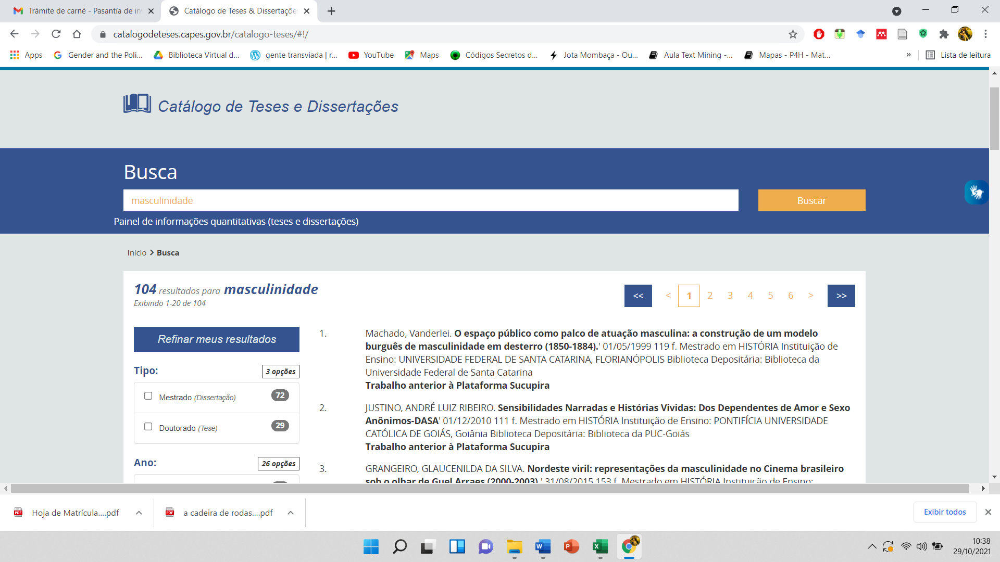 Trámite de carné - Pasantía de in
Catálogo de Teses & Dissertaçõe
catalogodeteses.capes.gov.br/catalogo-teses/#!/
Apps
Gender and the Poli...
Biblioteca Virtual d...
gente transviada | r...
YouTube
Maps
Códigos Secretos d...
Jota Mombaça - Ou...
Aula Text Mining -...
Mapas - P4H - Mat...
»
Lista de leitura
Catálogo de Teses e Dissertações
Busca
masculinidade
Buscar
Painel de informações quantitativas (teses e dissertações)
Inicio > Busca
104 resultados para masculinidade
Exibindo 1-20 de 104
<< < 1 2 3 4 5 6 > >>
Refinar meus resultados
Tipo:
3 opções
Mestrado (Dissertação)
72
Doutorado (Tese)
29
Ano:
26 opções
1.
Machado, Vanderlei. O espaço público como palco de atuação masculina: a construção de um modelo
burguês de masculinidade em desterro (1850-1884).' 01/05/1999 119 f. Mestrado em HISTÓRIA Instituição de
Ensino: UNIVERSIDADE FEDERAL DE SANTA CATARINA, FLORIANÓPOLIS Biblioteca Depositária: Biblioteca da
Universidade Federal de Santa Catarina
Trabalho anterior à Plataforma Sucupira
2.
JUSTINO, ANDRÉ LUIZ RIBEIRO. Sensibilidades Narradas e Histórias Vividas: Dos Dependentes de Amor e Sexo
Anônimos-DASA' 01/12/2010 111 f. Mestrado em HISTÓRIA Instituição de Ensino: PONTIFÍCIA UNIVERSIDADE
CATÓLICA DE GOIÁS, Goiânia Biblioteca Depositária: Biblioteca da PUC-Goiás
Trabalho anterior à Plataforma Sucupira
3.
GRANGEIRO, GLAUCENILDA DA SILVA. Nordeste viril: representações da masculinidade no Cinema brasileiro
sob o olhar de Guel Arraes (2000-2003).' 31/08/2015 153 f. Mestrado em HISTÓRIA Instituição de Ensino:
Hoja de Matrícula....pdf
a cadeira de rodas....pdf
Exibir todos
10:38
29/10/2021